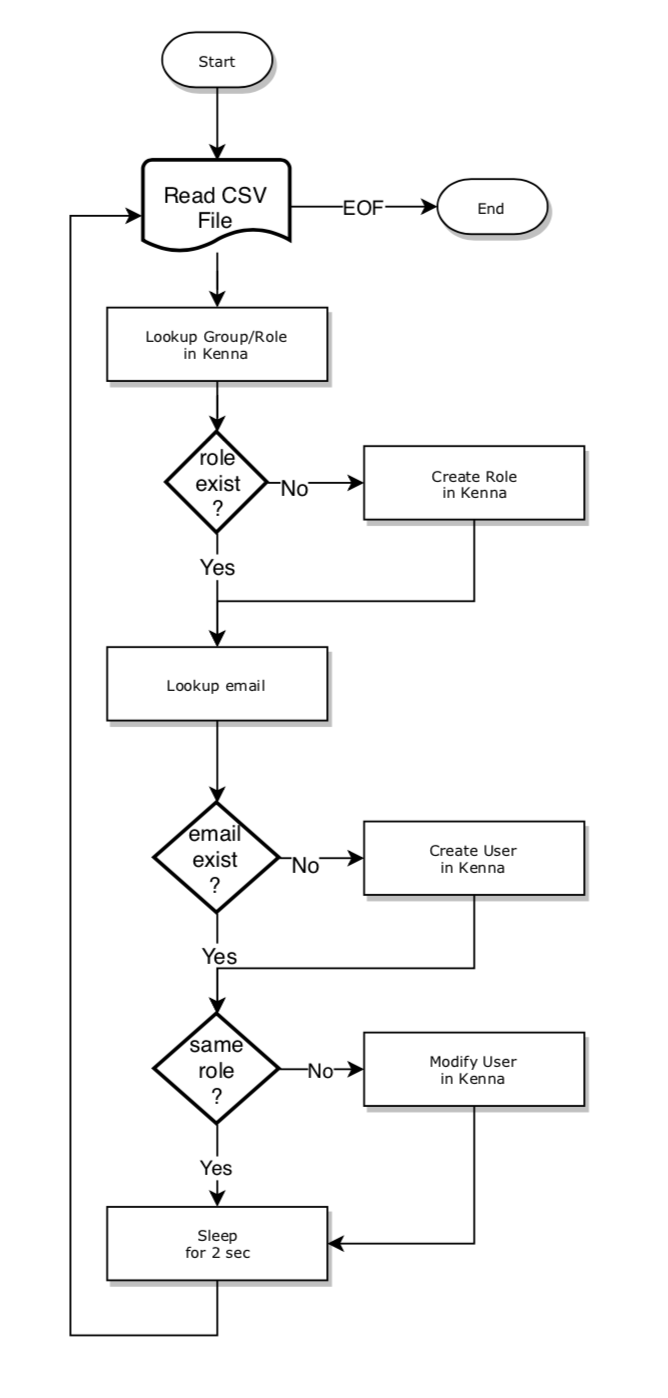 Start
Read CSV
File
EOF
End
Lookup Group/Role
in Kenna
role
exist
?
No
Create Role
in Kenna
Yes
Lookup email
email
exist
?
No
Create User
in Kenna
Yes
same
role
?
No
Modify User
in Kenna
Yes
Sleep
for 2 sec